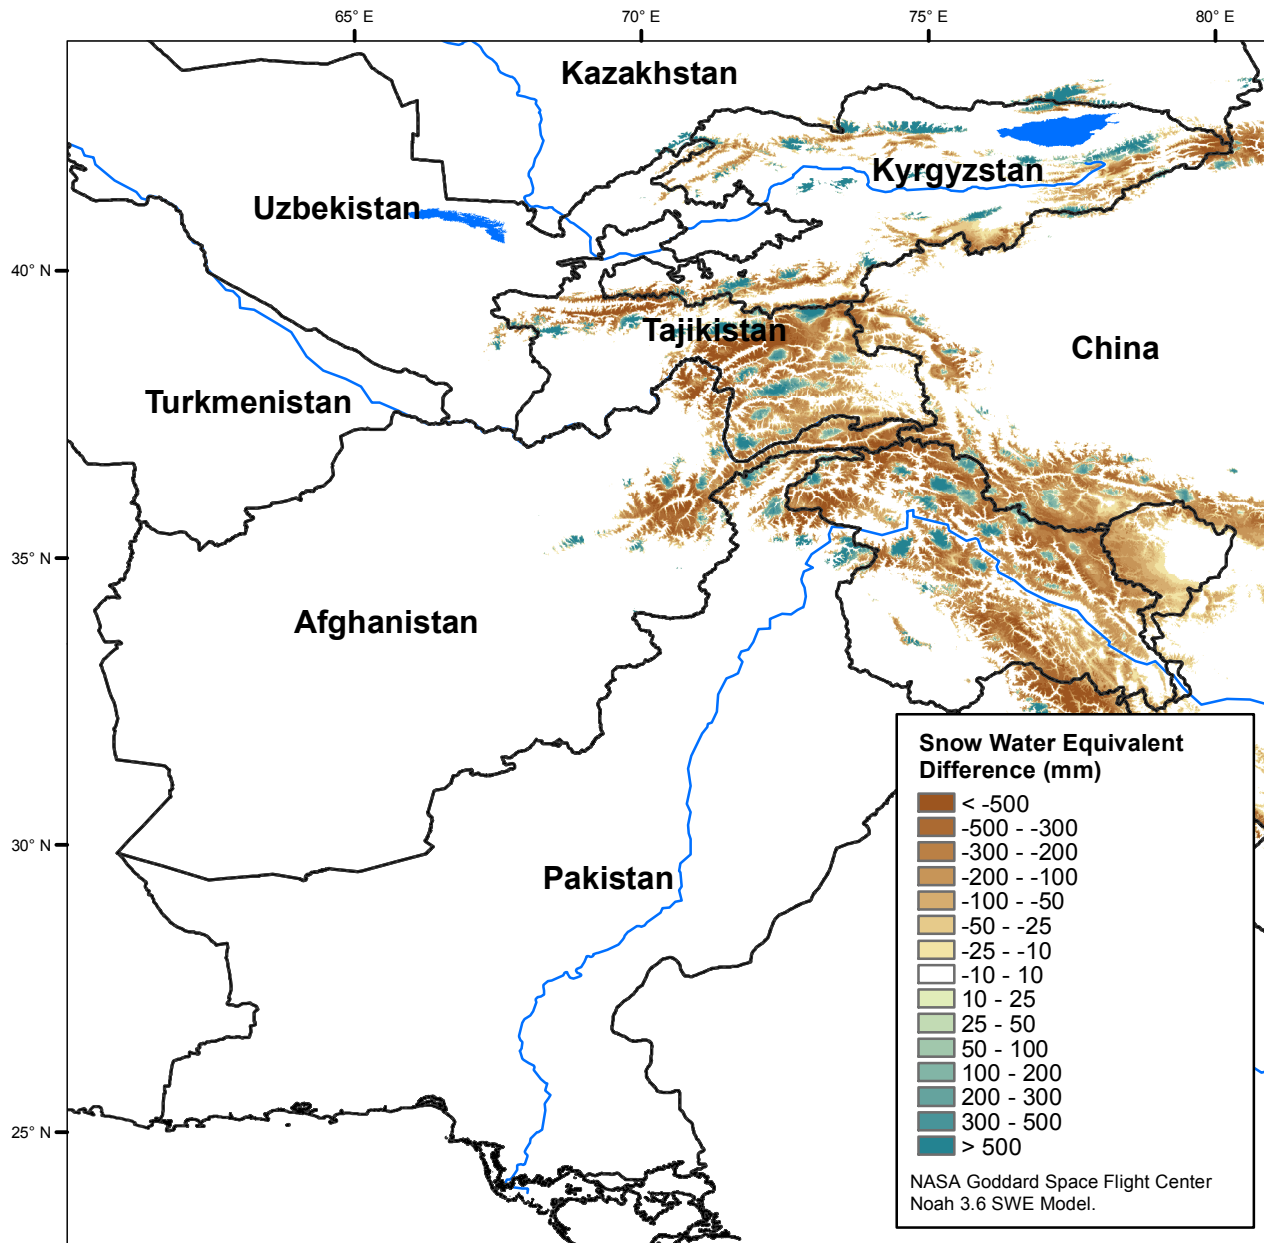 65° E
70° E
75° E
80° E
Kazakhstan
Kyrgyzstan
Uzbekistan
40° N
Tajikistan
China
Turkmenistan
35° N
Afghanistan
30° N
Pakistan
25° N
Snow Water Equivalent
Difference (mm)
< -500
-500 - -300
-300 - -200
-200 - -100
-100 - -50
-50 - -25
-25 - -10
-10 - 10
10 - 25
25 - 50
50 - 100
100 - 200
200 - 300
300 - 500
> 500
NASA Goddard Space Flight Center
Noah 3.6 SWE Model.